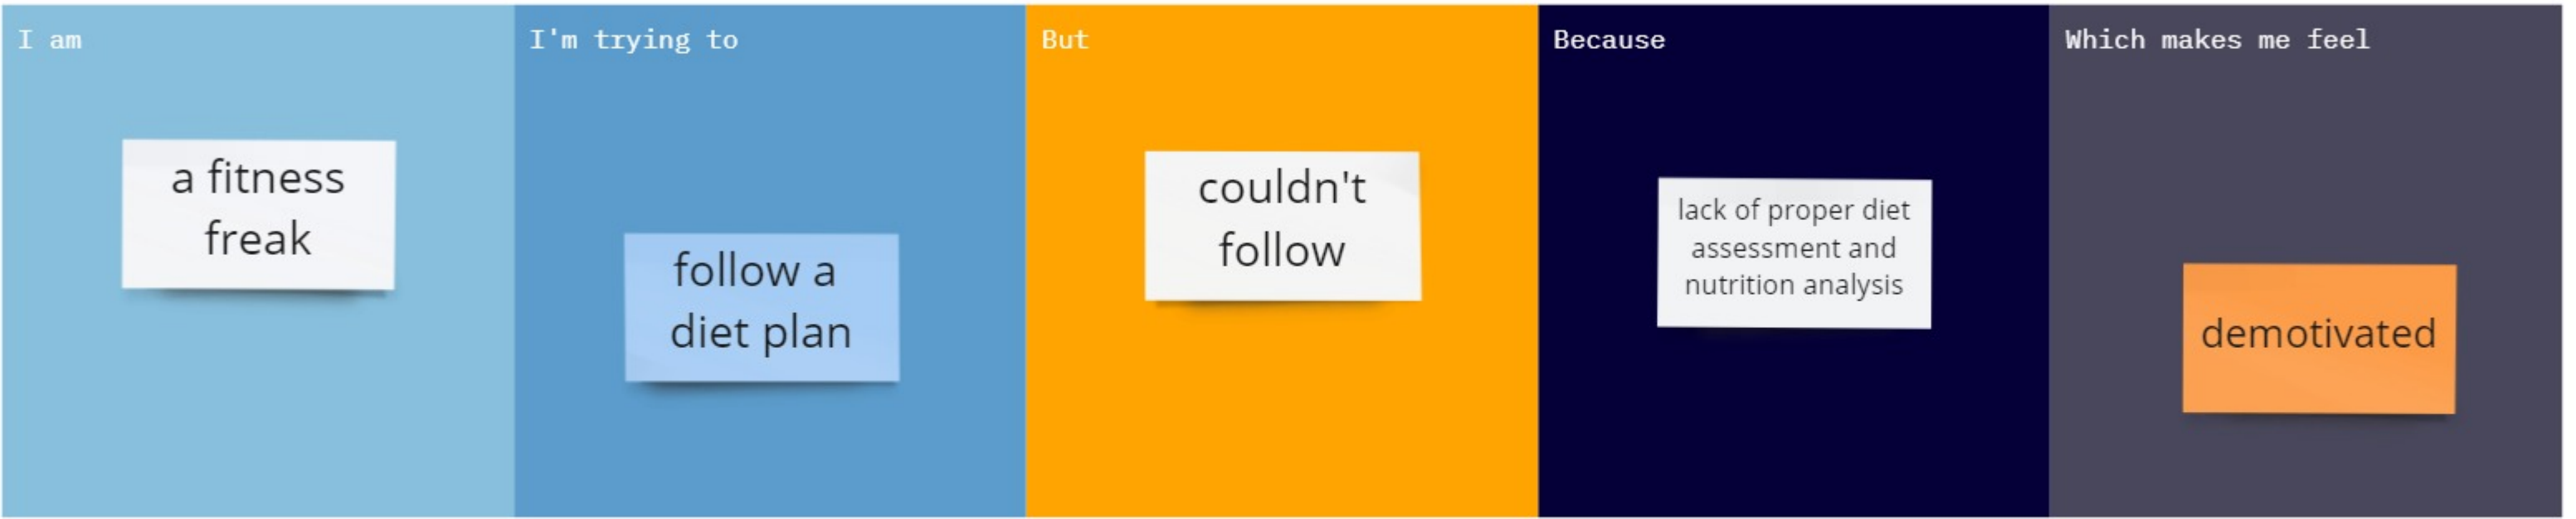 I am
a fitness
freak
I'm trying to
follow a
diet plan
But
couldn't
follow
Because
lack of proper diet
assessment and
nutrition analysis
Which makes me feel
demotivated